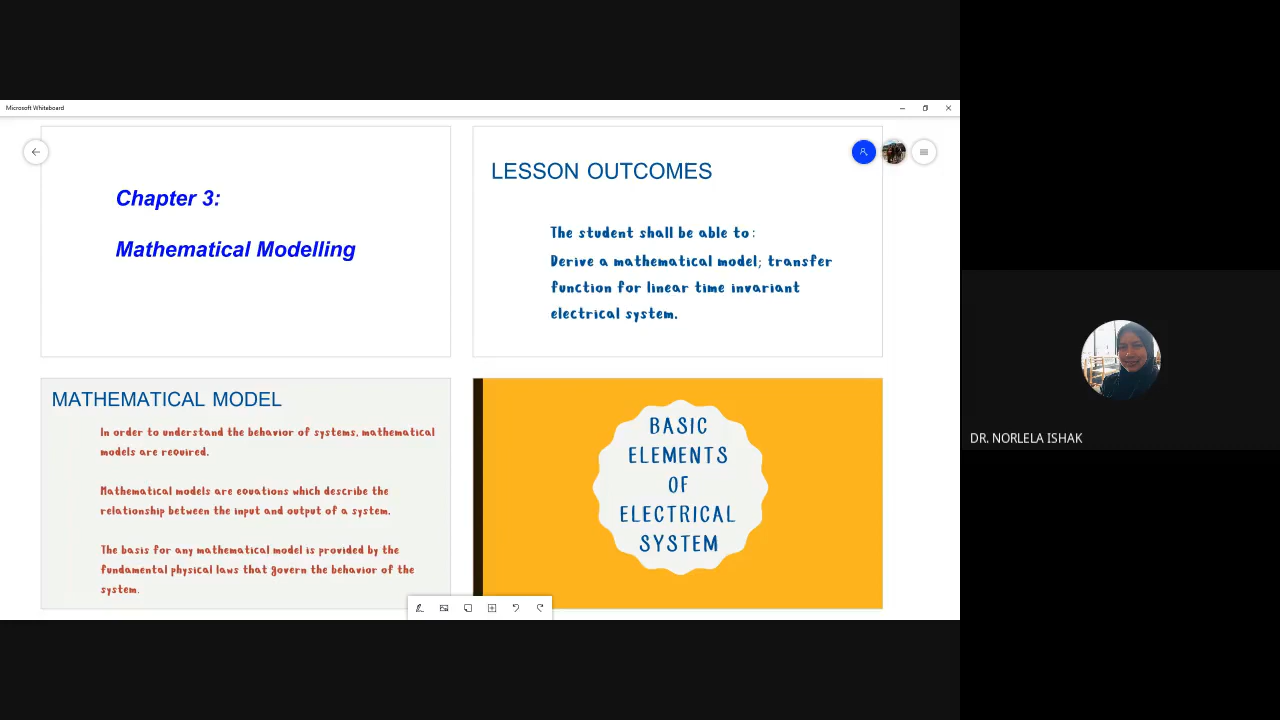 Microsoft Whiteboard
Chapter 3:
Mathematical Modelling
LESSON OUTCOMES
The student shall be able to:
Derive a mathematical model; transfer
function for linear time invariant
electrical system.
MATHEMATICAL MODEL
In order to understand the behavior of systems, mathematical
models are required.
Mathematical models are equations which describe the
relationship between the input and output of a system.
The basis for any mathematical model is provided by the
fundamental physical laws that govern the behavior of the
system.
BASIC
ELEMENTS
OF
ELECTRICAL
SYSTEM
DR. NORLELA ISHAK